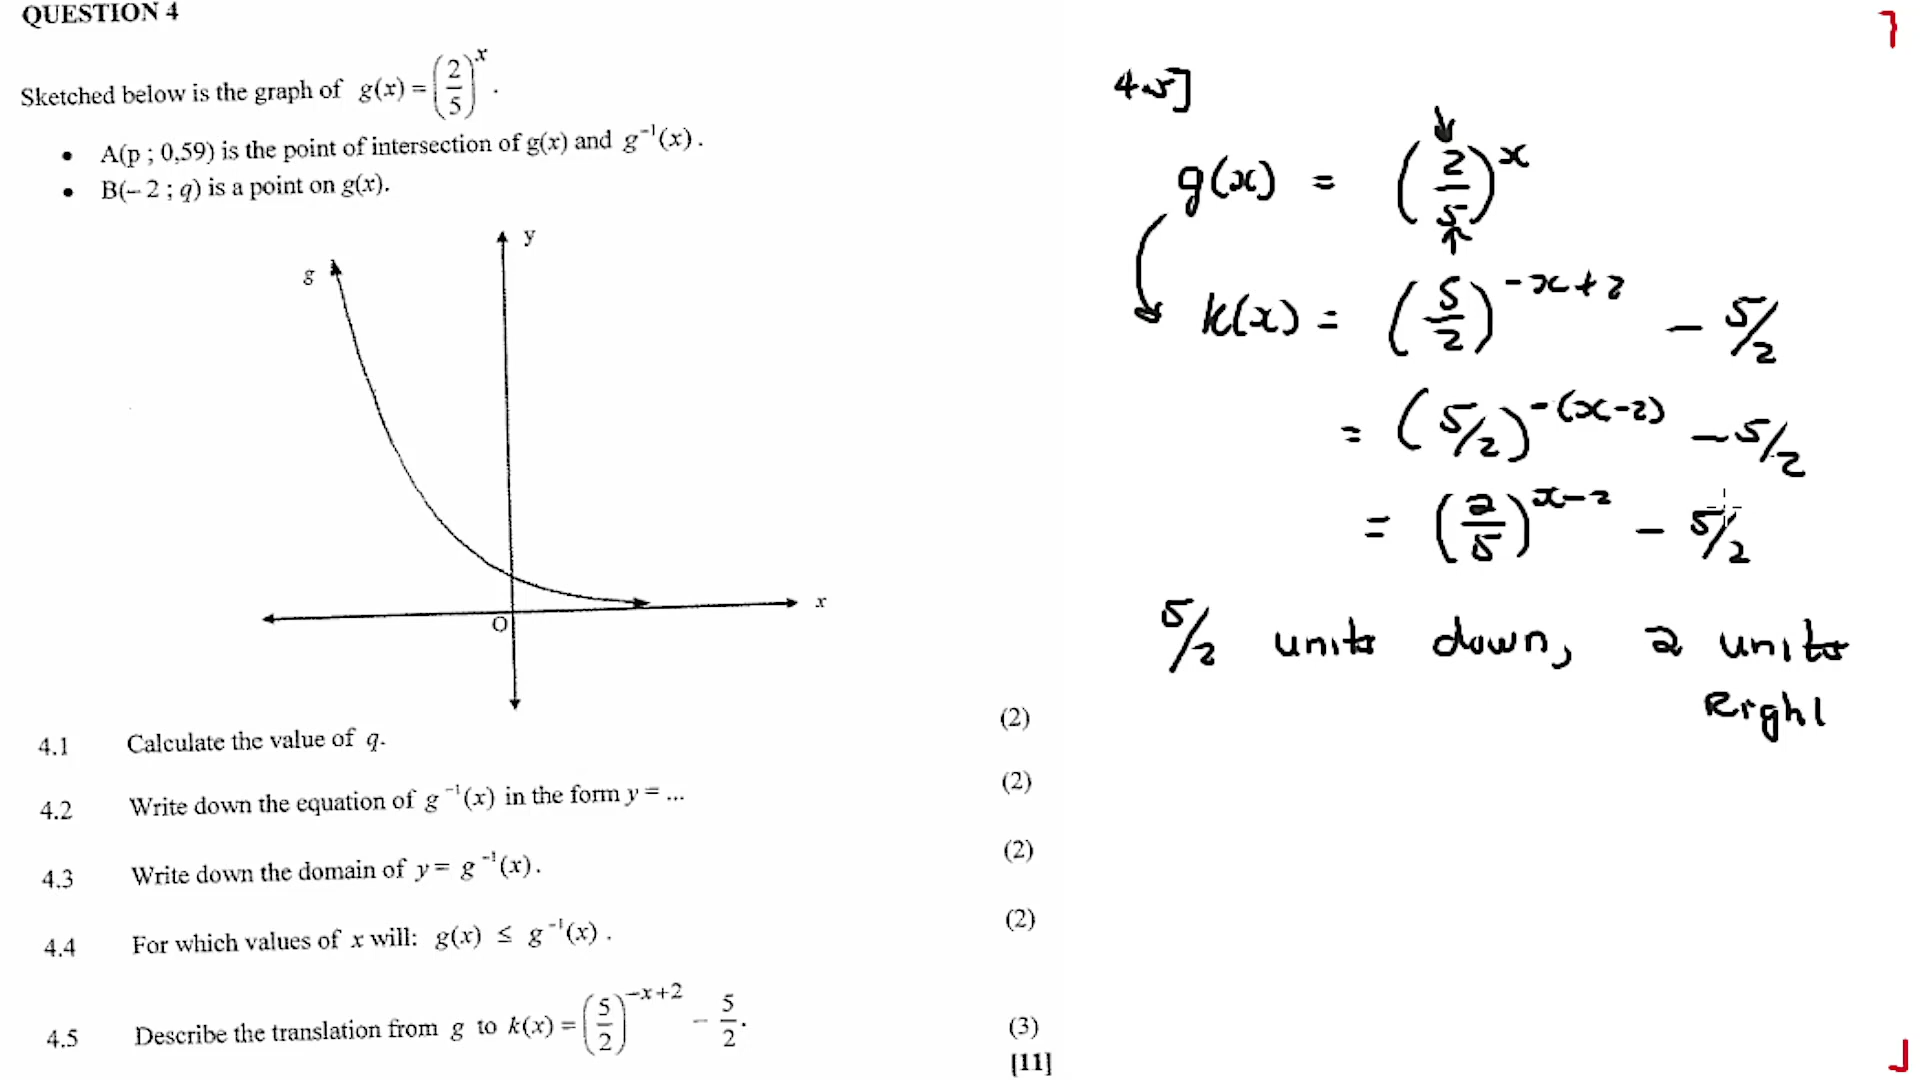 QUESTION 4
Sketched below is the graph of g(x) = (2/5)^x.
• A(p ; 0,59) is the point of intersection of g(x) and g⁻¹(x).
• B(– 2 ; q) is a point on g(x).
y
g
x
O
4.1 Calculate the value of q. (2)
4.2 Write down the equation of g⁻¹(x) in the form y = ... (2)
4.3 Write down the domain of y = g⁻¹(x). (2)
4.4 For which values of x will: g(x) ≤ g⁻¹(x). (2)
4.5 Describe the translation from g to k(x) = (5/2)^(−x+2) − 5/2. (3)
[11]
4.5]
g(x) = (2/5)^x
k(x) = (5/2)^(-x+2) - 5/2
= (5/2)^(-(x-2)) - 5/2
= (2/5)^(x-2) - 5/2
5/2 units down, 2 units
Right